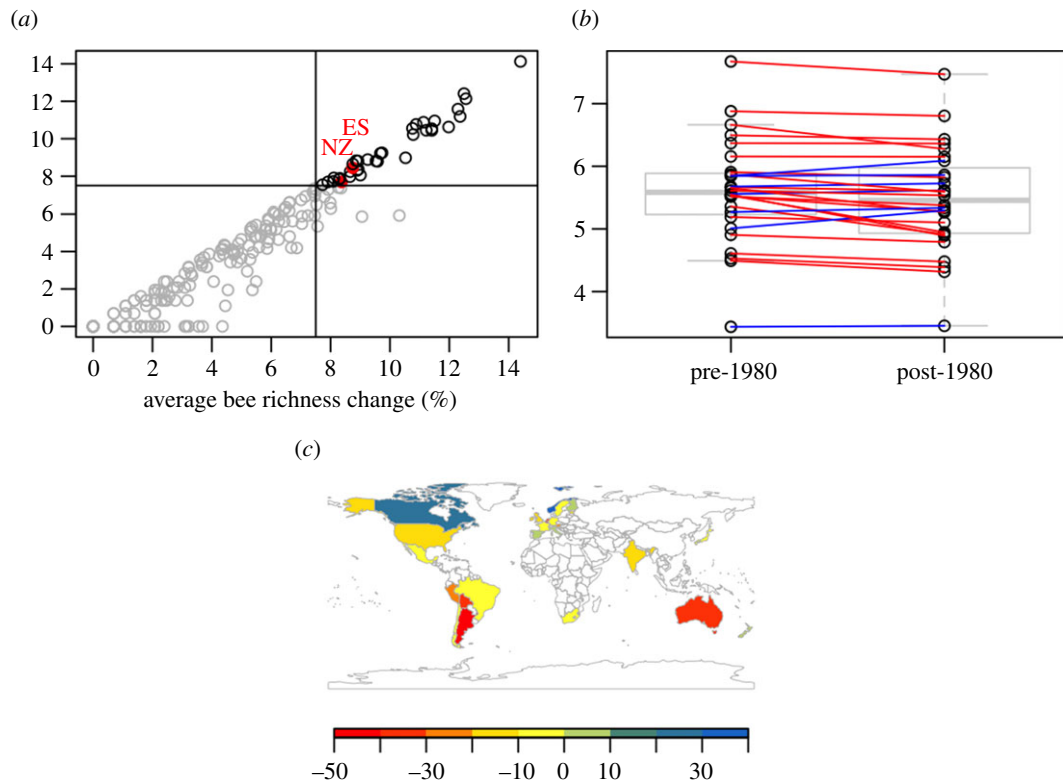 (a)
14
12
10
8
6
4
2
0
ES
NZ
0 2 4 6 8 10 12 14
average bee richness change (%)
(b)
7
6
5
4
pre-1980 post-1980
(c)
–50 –30 –10 0 10 30